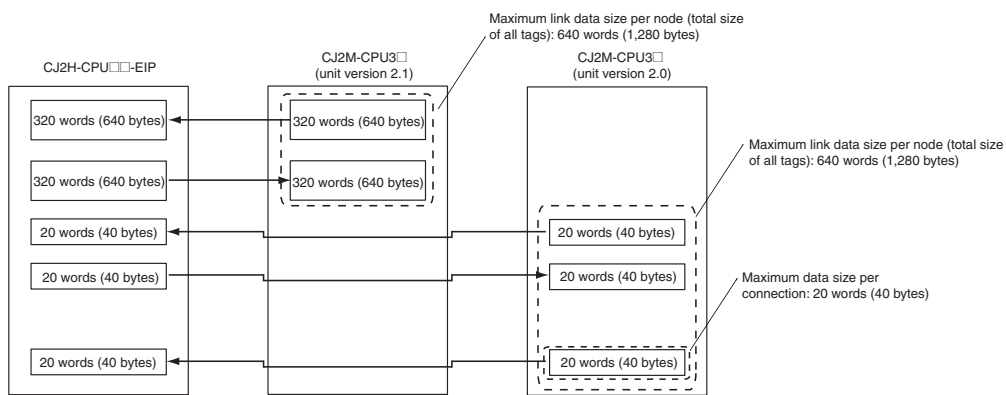 Maximum link data size per node (total size
of all tags): 640 words (1,280 bytes)
CJ2H-CPU□□-EIP
CJ2M-CPU3□
(unit version 2.1)
CJ2M-CPU3□
(unit version 2.0)
320 words (640 bytes)
320 words (640 bytes)
Maximum link data size per node (total size
of all tags): 640 words (1,280 bytes)
320 words (640 bytes)
320 words (640 bytes)
20 words (40 bytes)
20 words (40 bytes)
20 words (40 bytes)
20 words (40 bytes)
Maximum data size per
connection: 20 words (40 bytes)
20 words (40 bytes)
20 words (40 bytes)